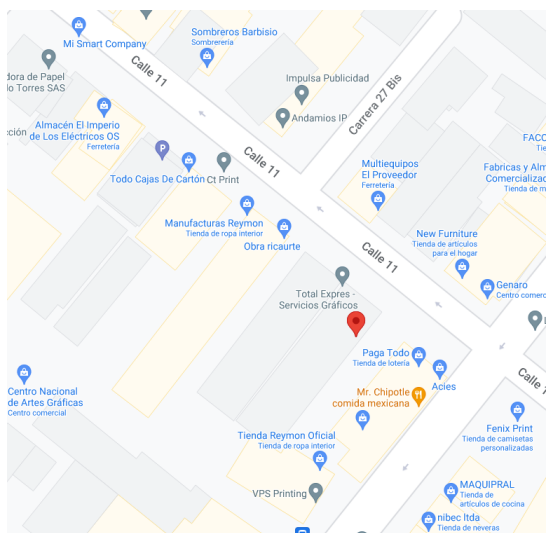 Sombreros Barbisio
Sombrerería
Mi Smart Company
Calle 11
dora de Papel
lo Torres SAS
Impulsa Publicidad
Carrera 27 Bis
Almacén El Imperio
de Los Eléctricos OS
Ferretería
cción
Andamios IP
FACO
Tie
P
Todo Cajas De Cartón
Ct Print
Calle 11
Multiequipos
El Proveedor
Ferretería
Fabricas y Alm
Comercializad
Tienda de m
Manufacturas Reymon
Tienda de ropa interior
Obra ricaurte
Calle 11
New Furniture
Tienda de artículos
para el hogar
Genaro
Centro comerc
Total Expres -
Servicios Gráficos
Paga Todo
Tienda de lotería
Acies
Calle 1
Centro Nacional
de Artes Gráficas
Centro comercial
Mr. Chipotle
comida mexicana
Tienda Reymon Oficial
Tienda de ropa interior
Fenix Print
Tienda de camisetas
personalizadas
VPS Printing
MAQUIPRAL
Tienda de
artículos de cocina
nibec ltda
Tienda de neveras